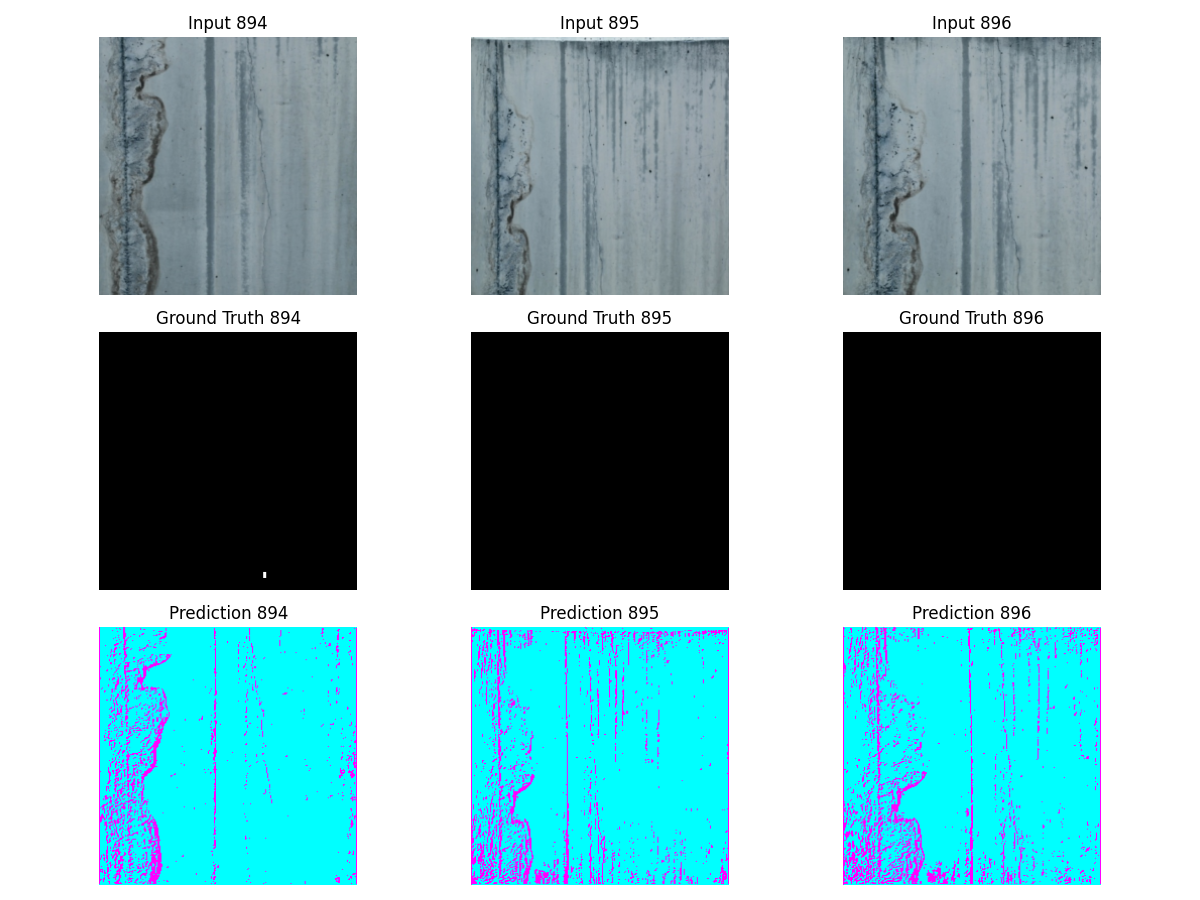 Input 894
Input 895
Input 896
Ground Truth 894
Ground Truth 895
Ground Truth 896
Prediction 894
Prediction 895
Prediction 896